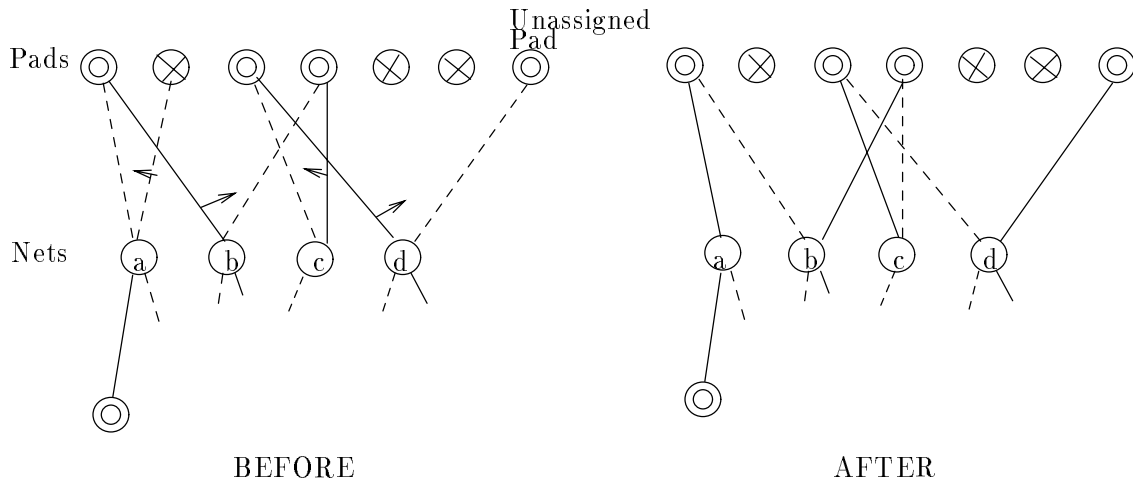 Unassigned
Pads Pad
Nets a b c d a b c d
BEFORE AFTER